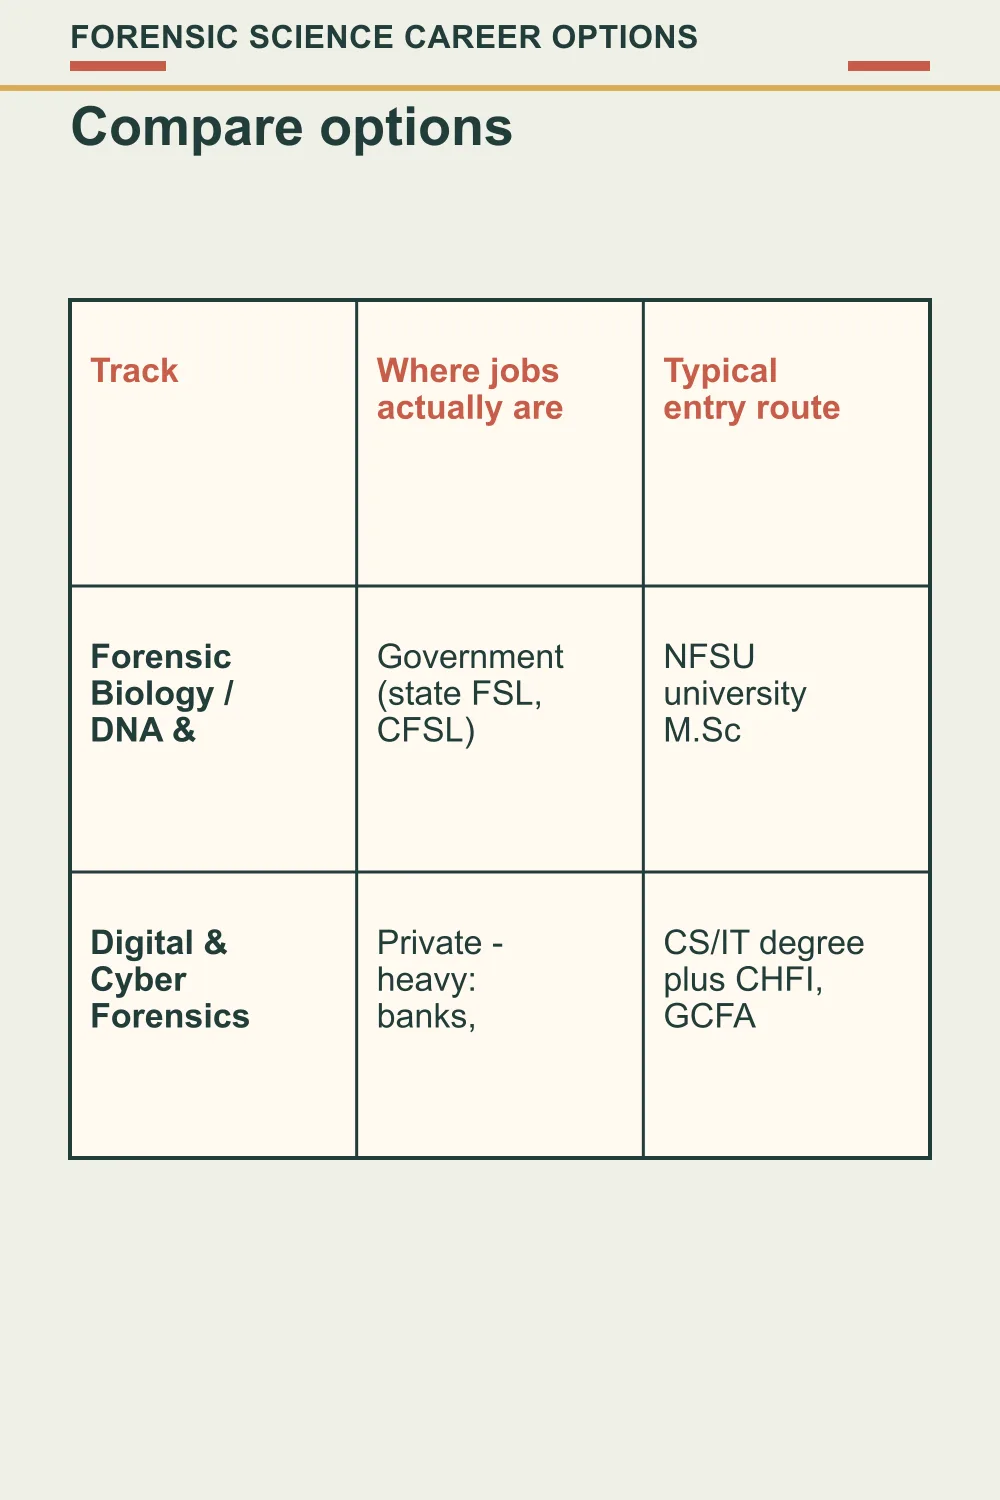 FORENSIC SCIENCE CAREER OPTIONS
Compare options
Track
Where jobs
actually are
Typical
entry route
Forensic
Biology /
DNA &
Government
(state FSL,
CFSL)
NFSU
university
M.Sc
Digital &
Cyber
Forensics
Private -
heavy:
banks,
CS/IT degree
plus CHFI,
GCFA